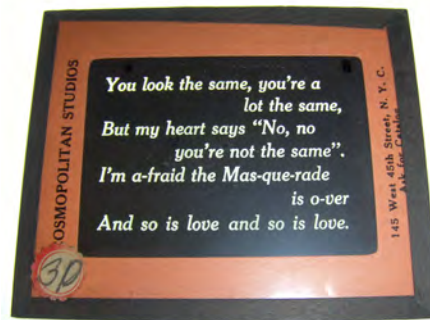 COSMOPOLITAN STUDIOS
You look the same, you're a
lot the same,
But my heart says "No, no
you're not the same".
I'm a-fraid the Mas-que-rade
is o-ver
And so is love and so is love.
145 West 45th Street, N. Y. C.
Ask for Catalog
3D